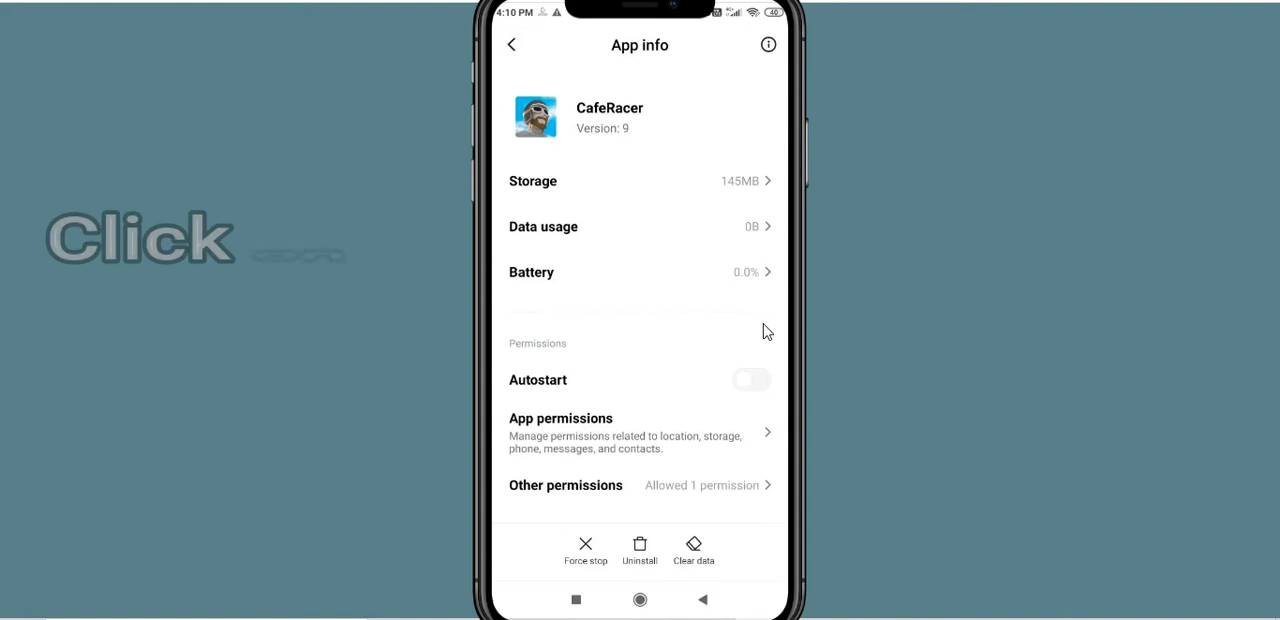 4:10 PM
40
App info
CafeRacer
Version: 9
Storage 145MB
Data usage 0B
Battery 0.0%
Click
Permissions
Autostart
App permissions
Manage permissions related to location, storage,
phone, messages, and contacts.
Other permissions Allowed 1 permission
Force stop Uninstall Clear data